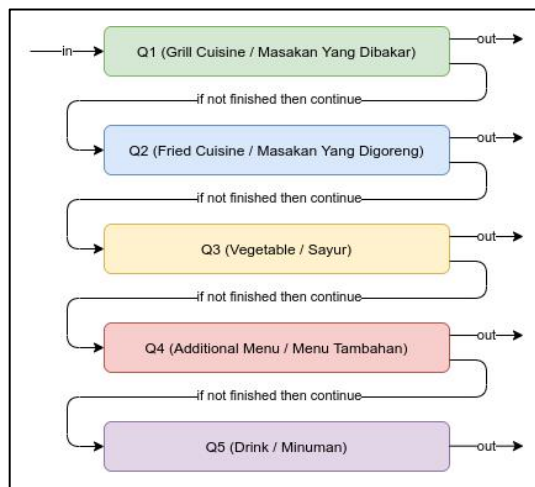 in
Q1 (Grill Cuisine / Masakan Yang Dibakar)
out
if not finished then continue
Q2 (Fried Cuisine / Masakan Yang Digoreng)
out
if not finished then continue
Q3 (Vegetable / Sayur)
out
if not finished then continue
Q4 (Additional Menu / Menu Tambahan)
out
if not finished then continue
Q5 (Drink / Minuman)
out